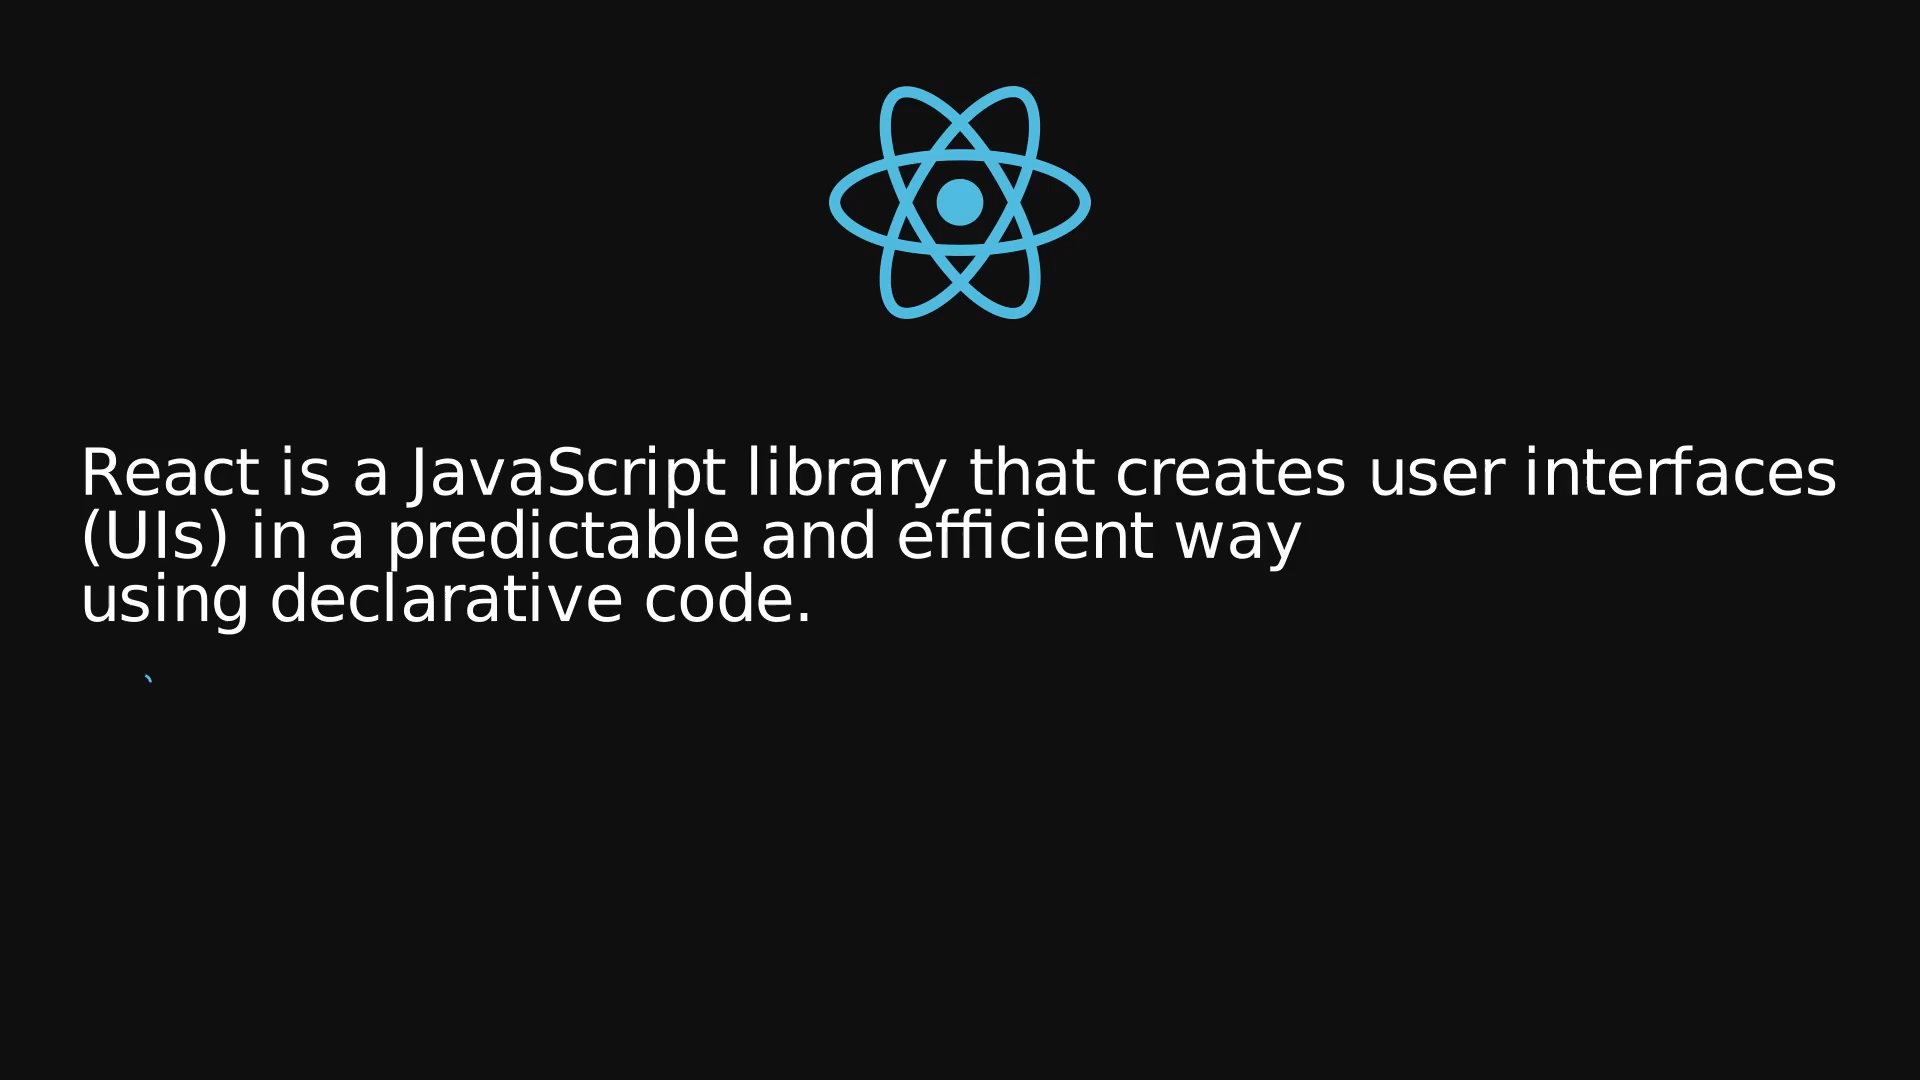 React is a JavaScript library that creates user interfaces
(UIs) in a predictable and efficient way
using declarative code.